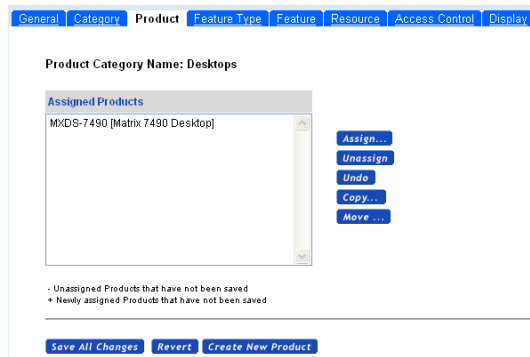 General Category Product Feature Type Feature Resource Access Control Display
Product Category Name: Desktops
Assigned Products
MXDS-7490 [Matrix 7490 Desktop]
Assign...
Unassign
Undo
Copy...
Move ...
- Unassigned Products that have not been saved
+ Newly assigned Products that have not been saved
Save All Changes Revert Create New Product